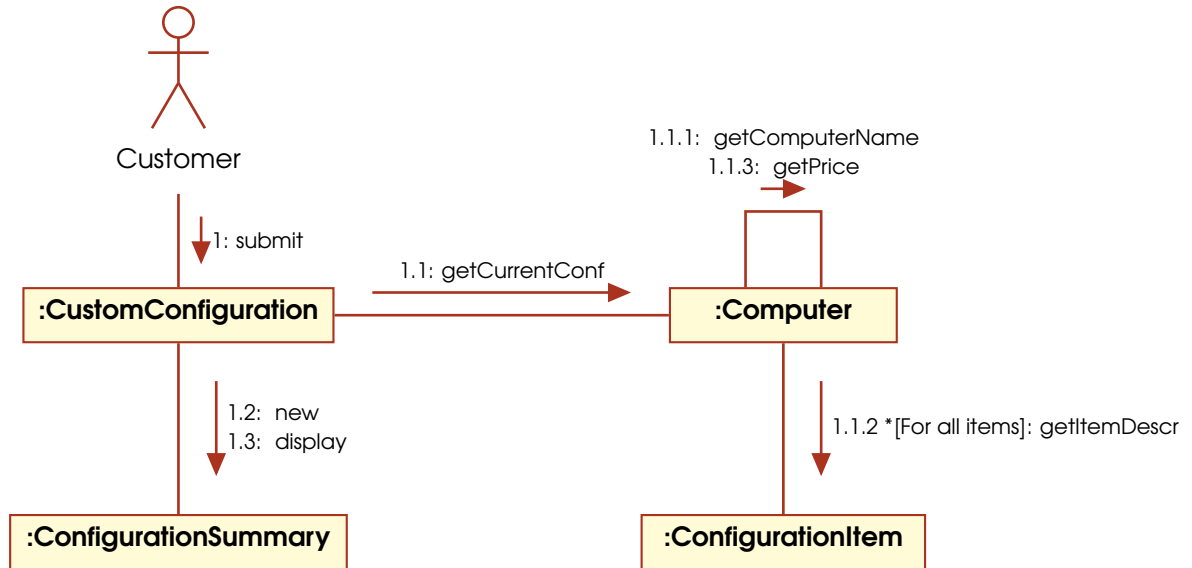 Customer
1.1.1: getComputerName
1.1.3: getPrice
1: submit
1.1: getCurrentConf
:CustomConfiguration
:Computer
1.2: new
1.3: display
1.1.2 *[For all items]: getItemDescr
:ConfigurationSummary
:ConfigurationItem